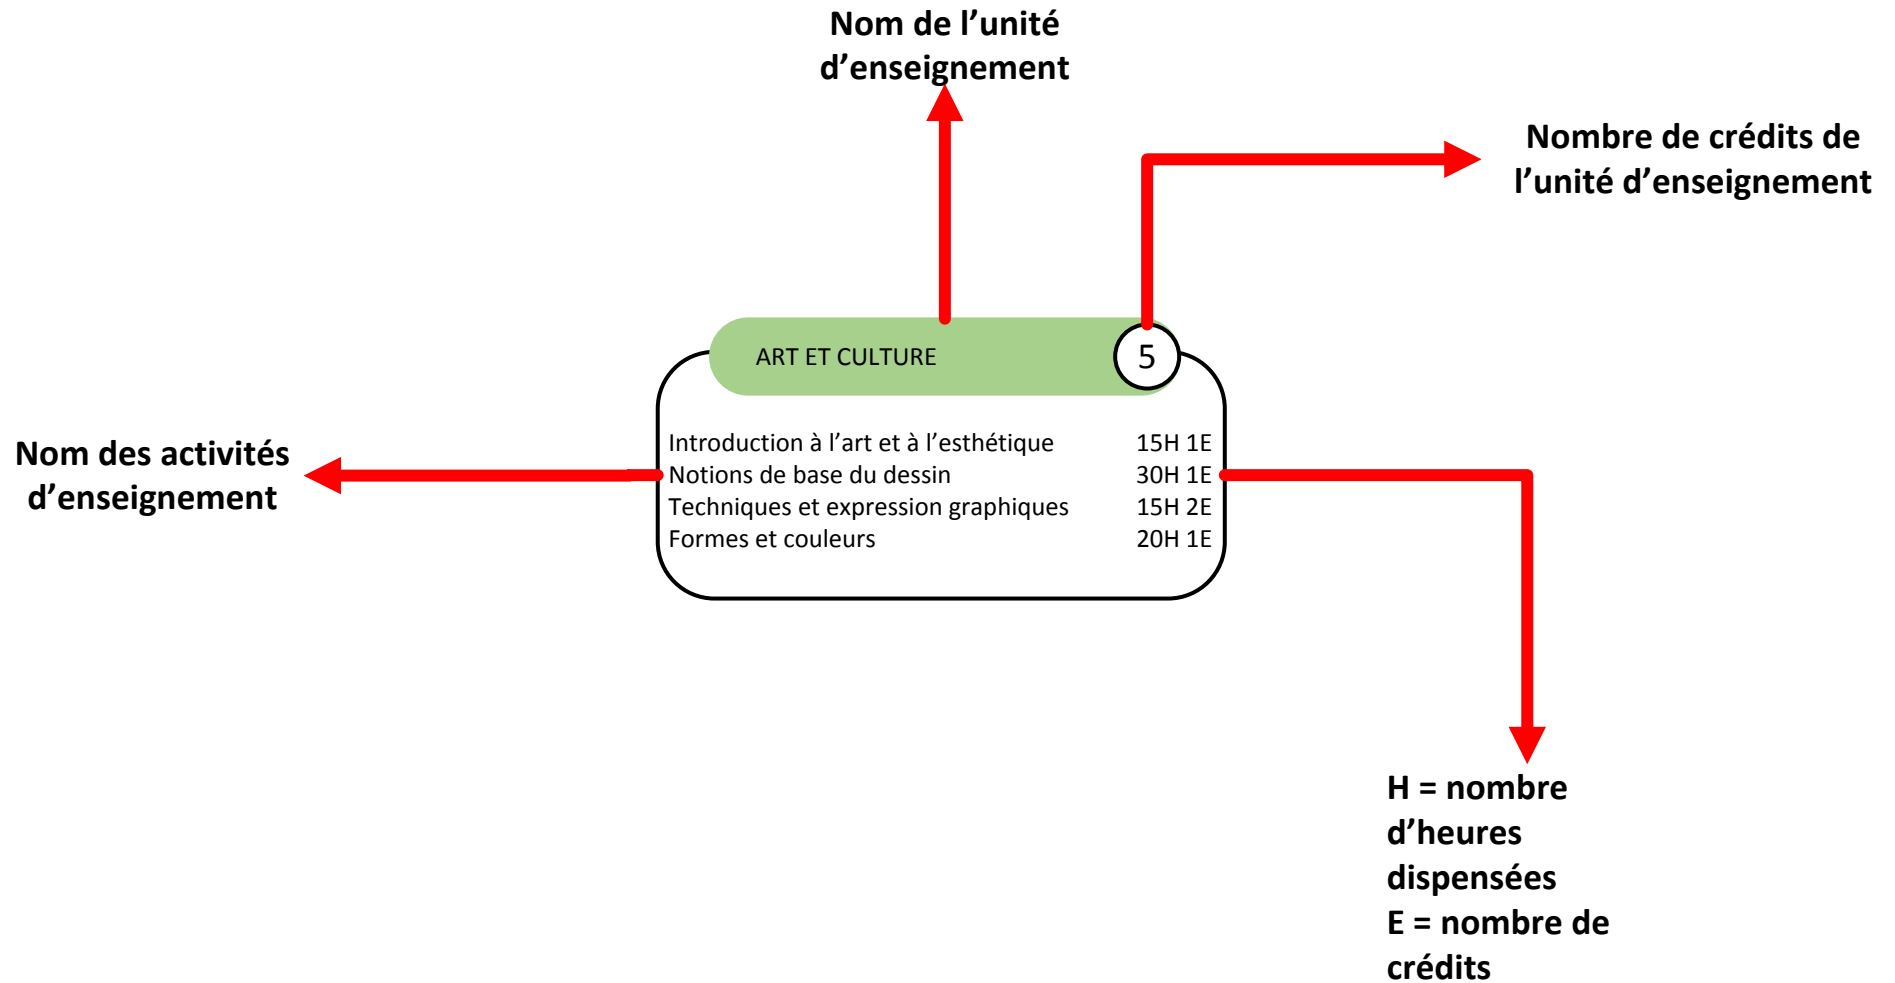 Nom de l’unité
d’enseignement
Nombre de crédits de
l’unité d’enseignement
ART ET CULTURE 5
Introduction à l’art et à l’esthétique 15H 1E
Notions de base du dessin 30H 1E
Techniques et expression graphiques 15H 2E
Formes et couleurs 20H 1E
Nom des activités
d’enseignement
H = nombre
d’heures
dispensées
E = nombre de
crédits